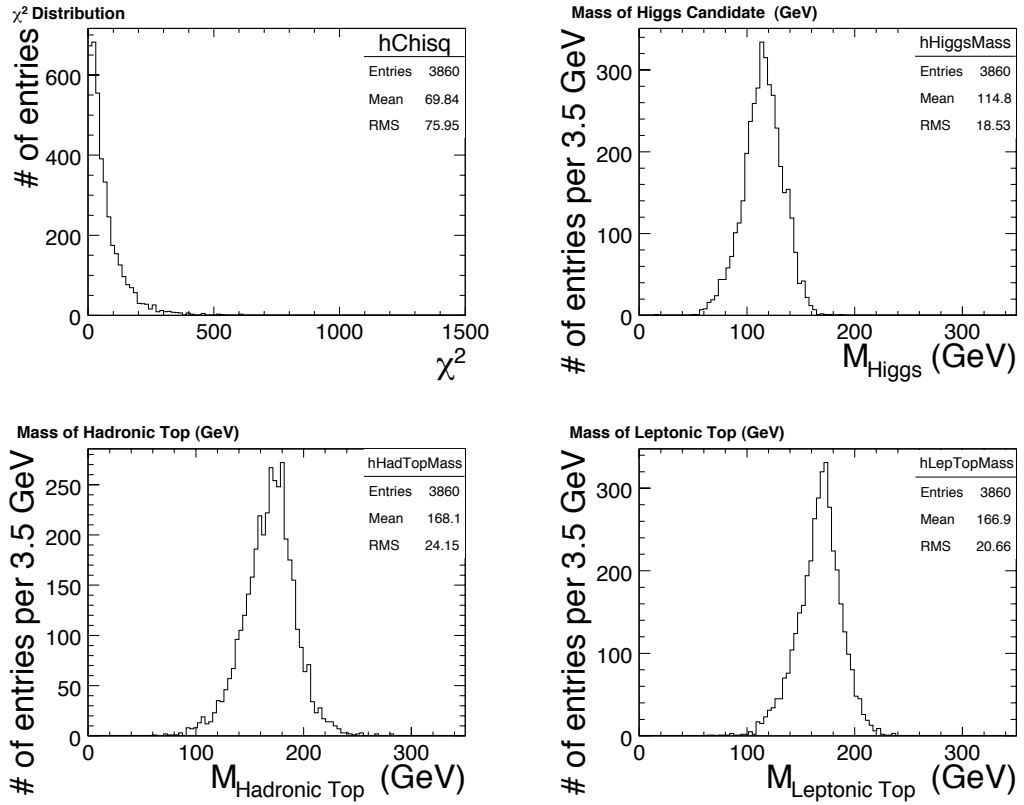 χ² Distribution
# of entries
600
400
200
0
0
500
1000
1500
χ²
hChisq
Entries 3860
Mean 69.84
RMS 75.95
Mass of Higgs Candidate (GeV)
# of entries per 3.5 GeV
300
200
100
0
0
100
200
300
M_Higgs (GeV)
hHiggsMass
Entries 3860
Mean 114.8
RMS 18.53
Mass of Hadronic Top (GeV)
# of entries per 3.5 GeV
250
200
150
100
50
0
0
100
200
300
M_Hadronic Top (GeV)
hHadTopMass
Entries 3860
Mean 168.1
RMS 24.15
Mass of Leptonic Top (GeV)
# of entries per 3.5 GeV
300
200
100
0
0
100
200
300
M_Leptonic Top (GeV)
hLepTopMass
Entries 3860
Mean 166.9
RMS 20.66